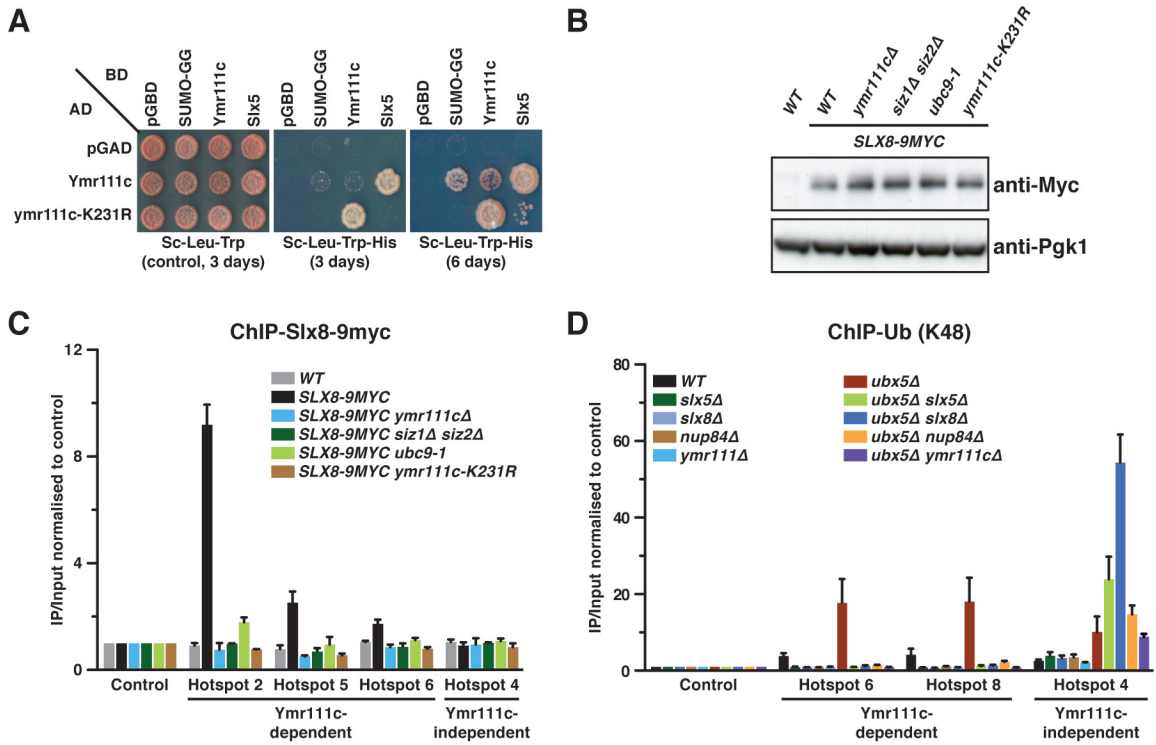 A
BD
AD
pGBD
SUMO-GG
Ymr111c
Slx5
pGBD
SUMO-GG
Ymr111c
Slx5
pGBD
SUMO-GG
Ymr111c
Slx5
pGAD
Ymr111c
ymr111c-K231R
Sc-Leu-Trp
(control, 3 days)
Sc-Leu-Trp-His
(3 days)
Sc-Leu-Trp-His
(6 days)
B
WT
WT
ymr111cΔ
siz1Δ siz2Δ
ubc9-1
ymr111c-K231R
SLX8-9MYC
anti-Myc
anti-Pgk1
C
ChIP-Slx8-9myc
IP/Input normalised to control
12
8
4
0
WT
SLX8-9MYC
SLX8-9MYC ymr111cΔ
SLX8-9MYC siz1Δ siz2Δ
SLX8-9MYC ubc9-1
SLX8-9MYC ymr111c-K231R
Control
Hotspot 2
Hotspot 5
Hotspot 6
Hotspot 4
Ymr111c-
dependent
Ymr111c-
independent
D
ChIP-Ub (K48)
IP/Input normalised to control
80
60
40
20
0
WT
slx5Δ
slx8Δ
nup84Δ
ymr111Δ
ubx5Δ
ubx5Δ slx5Δ
ubx5Δ slx8Δ
ubx5Δ nup84Δ
ubx5Δ ymr111cΔ
Control
Hotspot 6
Hotspot 8
Hotspot 4
Ymr111c-
dependent
Ymr111c-
independent